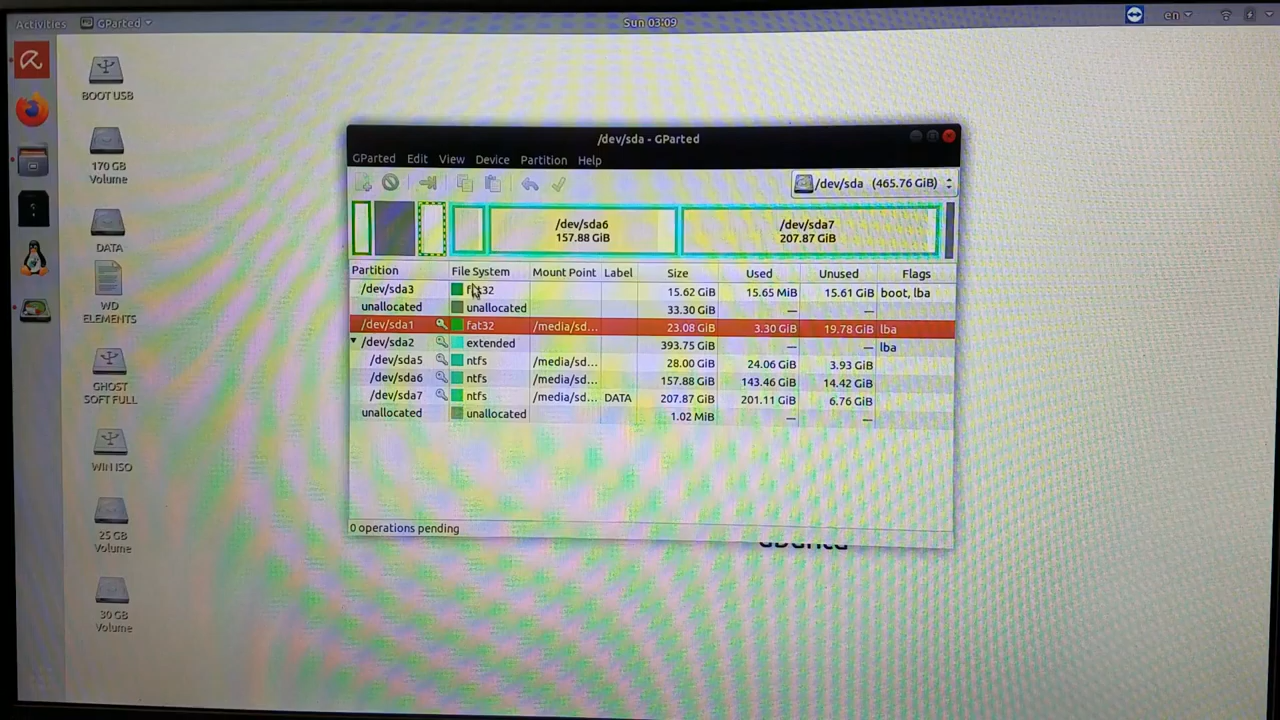 Activities GParted Sun 03:09 en
BOOT USB
170 GB
Volume
DATA
WD
ELEMENTS
GHOST
SOFT FULL
WIN ISO
25 GB
Volume
30 GB
Volume
/dev/sda - GParted
GParted Edit View Device Partition Help
/dev/sda (465.76 GiB)
/dev/sda6
157.88 GiB
/dev/sda7
207.87 GiB
Partition File System Mount Point Label Size Used Unused Flags
/dev/sda3 fat32 15.62 GiB 15.65 MiB 15.61 GiB boot, lba
unallocated unallocated 33.30 GiB — —
/dev/sda1 fat32 /media/sd... 23.08 GiB 3.30 GiB 19.78 GiB lba
/dev/sda2 extended 393.75 GiB — — lba
/dev/sda5 ntfs /media/sd... 28.00 GiB 24.06 GiB 3.93 GiB
/dev/sda6 ntfs /media/sd... 157.88 GiB 143.46 GiB 14.42 GiB
/dev/sda7 ntfs /media/sd... DATA 207.87 GiB 201.11 GiB 6.76 GiB
unallocated unallocated 1.02 MiB — —
0 operations pending